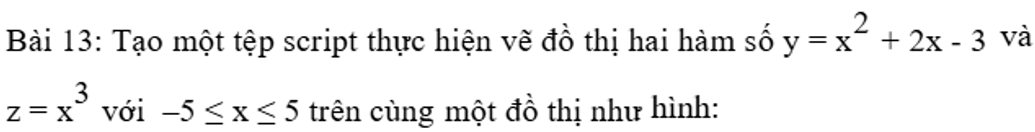 Bài 13: Tạo một tệp script thực hiện vẽ đồ thị hai hàm số y = x² + 2x - 3 và
z = x³ với –5 ≤ x ≤ 5 trên cùng một đồ thị như hình: